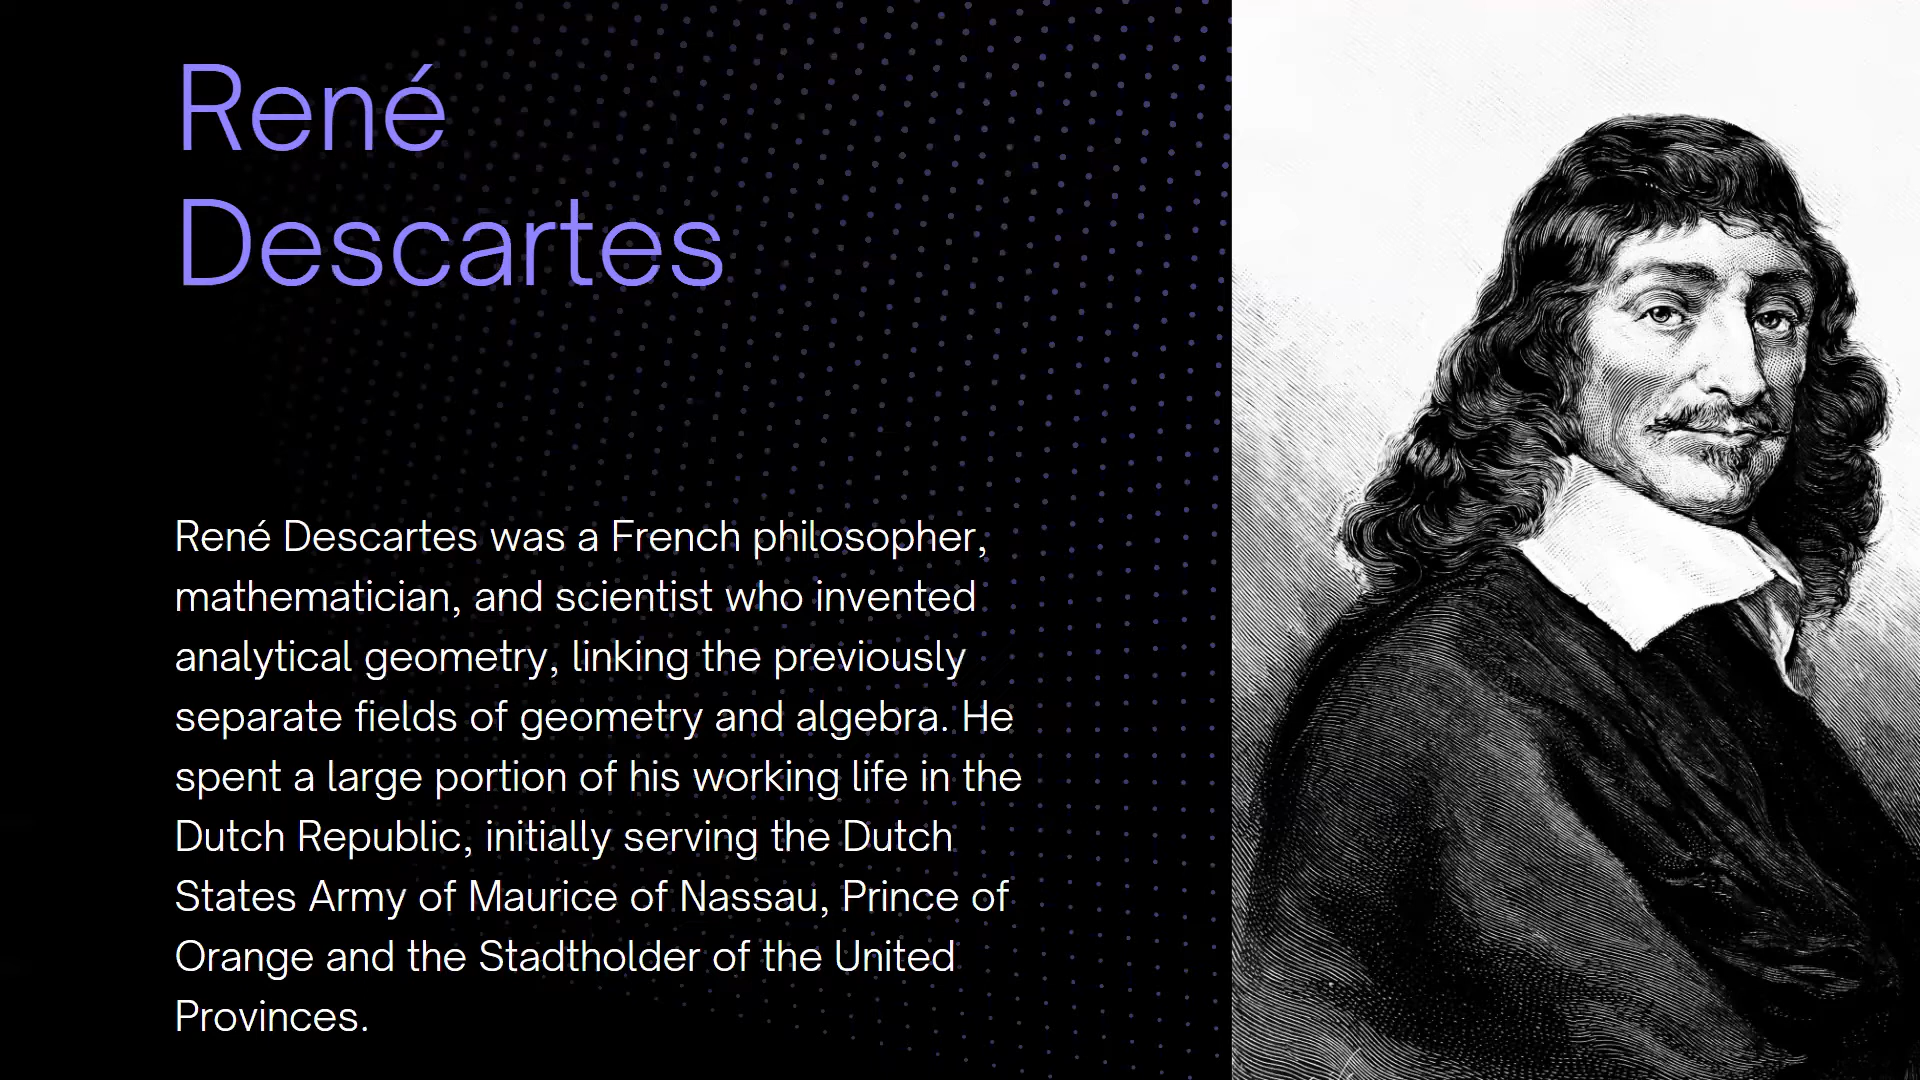 René
Descartes
René Descartes was a French philosopher,
mathematician, and scientist who invented
analytical geometry, linking the previously
separate fields of geometry and algebra. He
spent a large portion of his working life in the
Dutch Republic, initially serving the Dutch
States Army of Maurice of Nassau, Prince of
Orange and the Stadtholder of the United
Provinces.